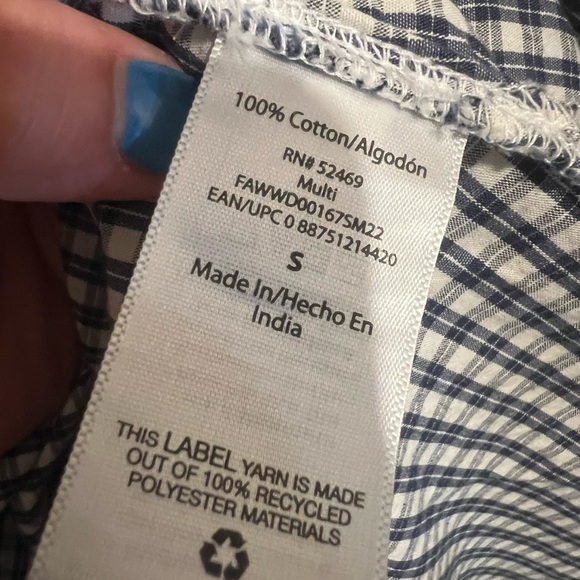 100% Cotton/Algodón
RN# 52469
Multi
FAWWD00167SM22
EAN/UPC 0 88751214420
S
Made In/Hecho En
India
THIS LABEL YARN IS MADE
OUT OF 100% RECYCLED
POLYESTER MATERIALS